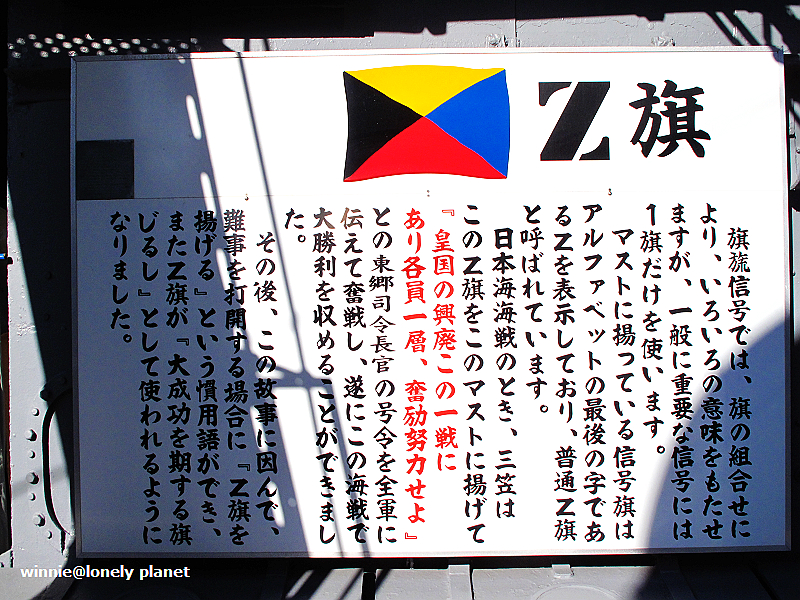 Z旗
旗旒信号では、旗の組合せに
より、いろいろの意味をもたせ
ますが、一般に重要な信号には
1旗だけを使います。
マストに揚っている信号旗は
アルファベットの最後の字であ
るZを表示しており、普通Z旗
と呼ばれています。
日本海海戦のとき、三笠は
このZ旗をこのマストに揚げて
『皇国の興廃この一戦に
あり各員一層、奮励努力せよ』
との東郷司令長官の号令を全軍に
伝えて奮戦し、遂にこの海戦で
大勝利を収めることができまし
た。
その後、この故事に因んで、
難事を打開する場合に『Z旗を
揚げる』という慣用語ができ、
またZ旗が『大成功を期する旗
じるし』として使われるように
なりました。
winnie@lonely planet